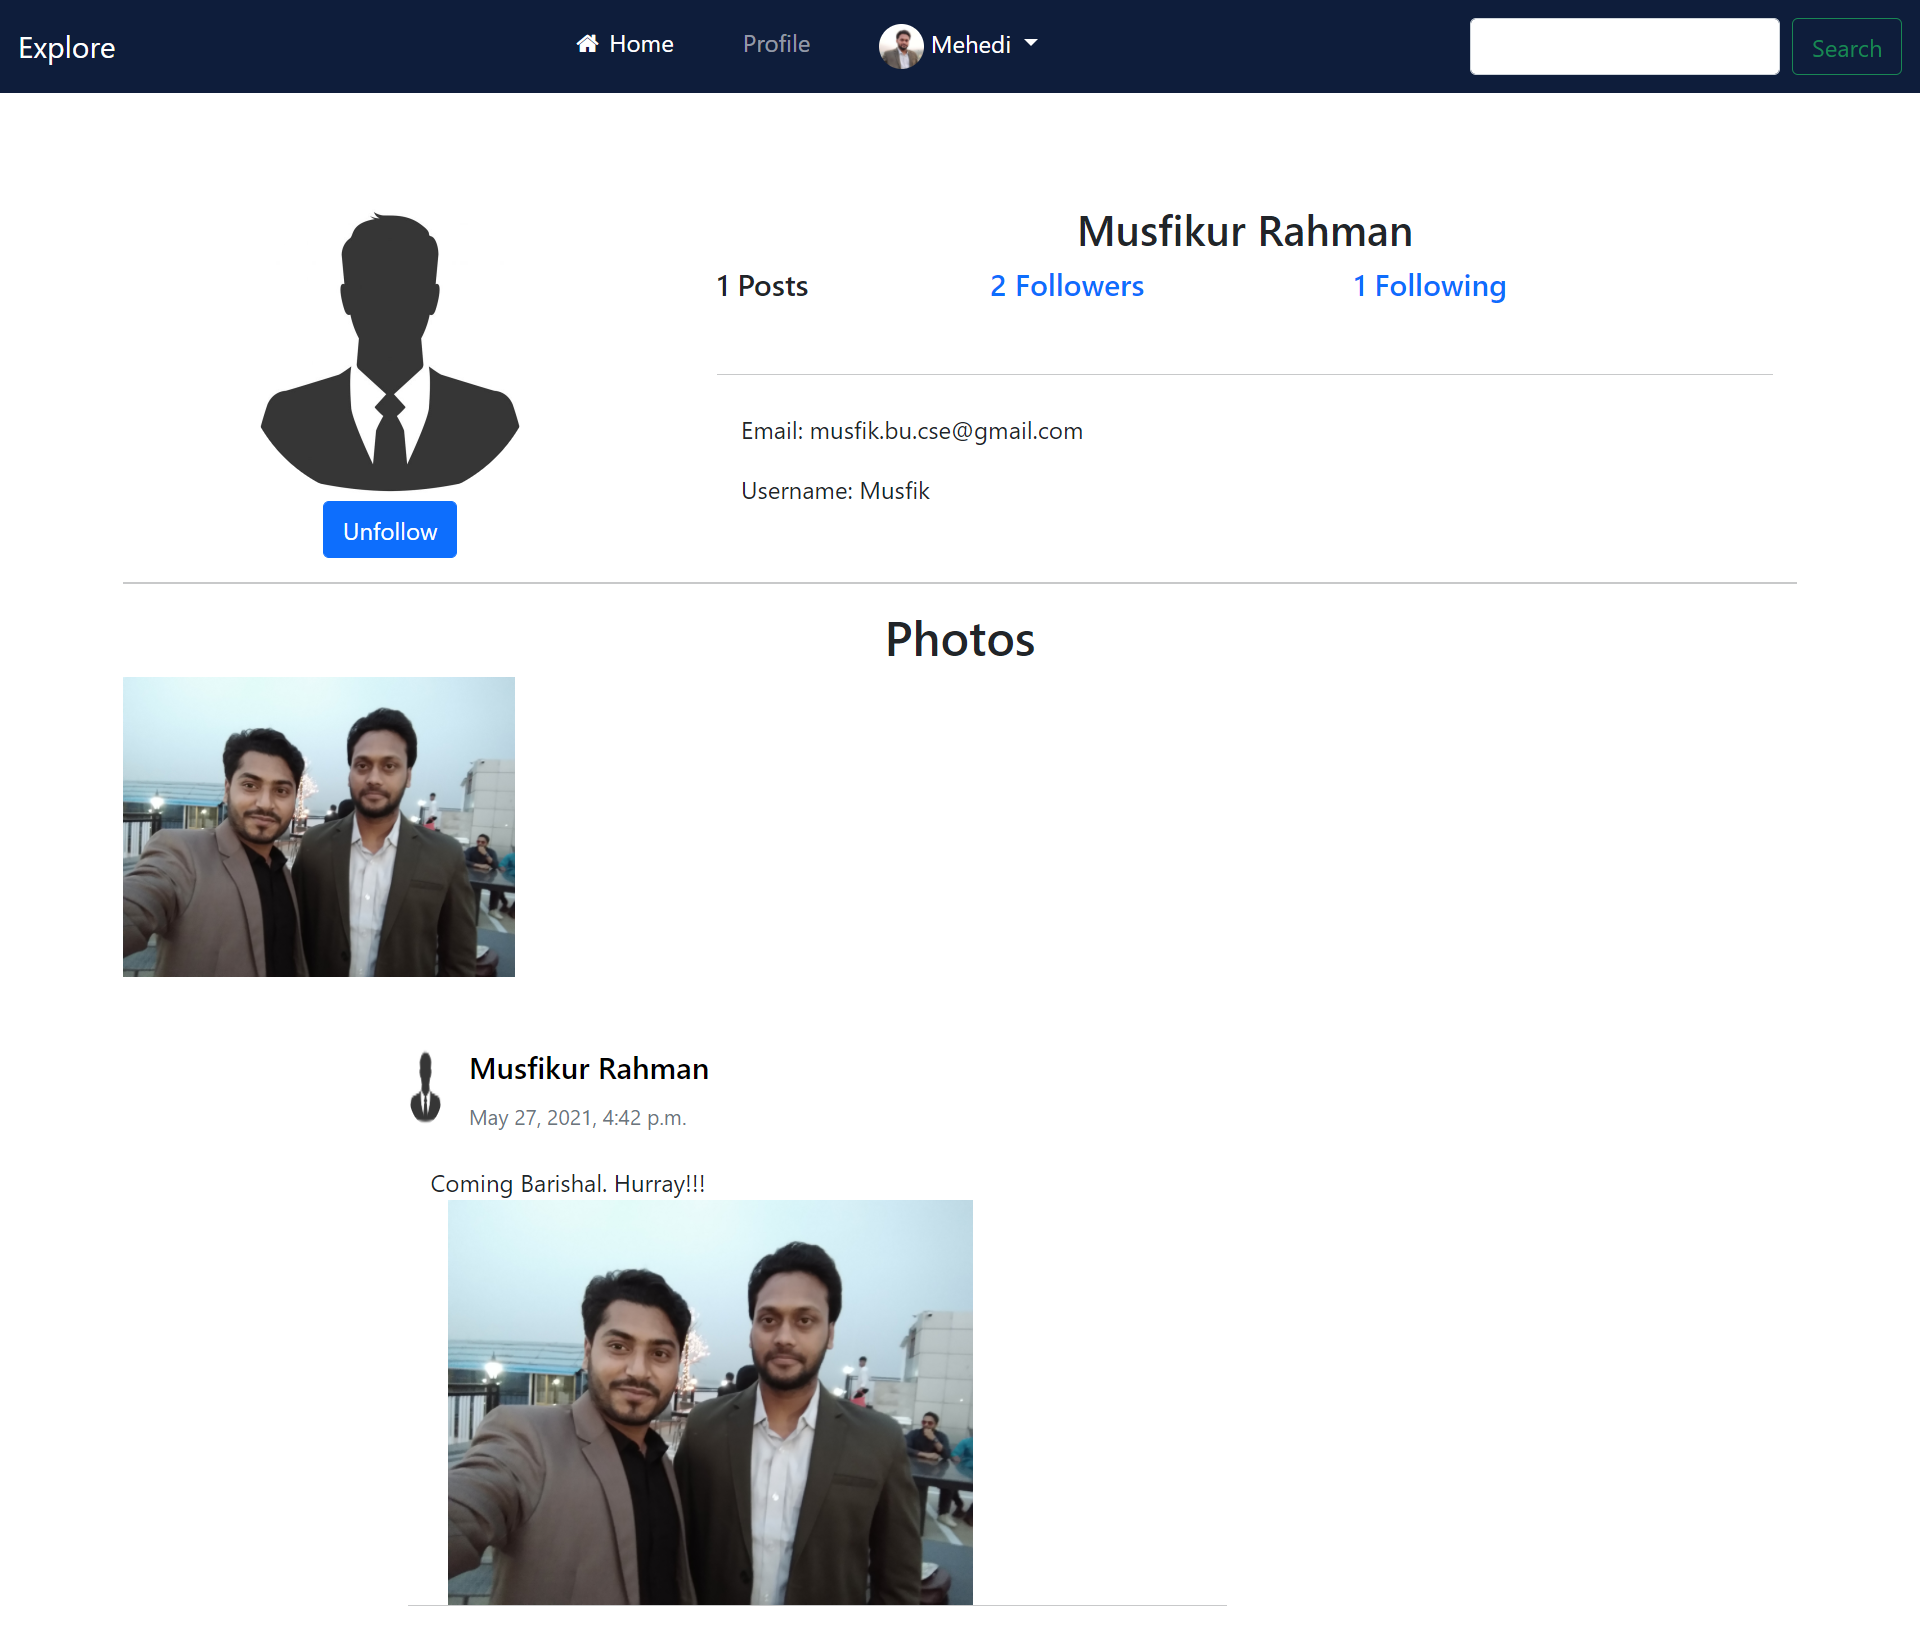 Explore
Home
Profile
Mehedi
Search
Musfikur Rahman
1 Posts
2 Followers
1 Following
Email: musfik.bu.cse@gmail.com
Username: Musfik
Unfollow
Photos
Musfikur Rahman
May 27, 2021, 4:42 p.m.
Coming Barishal. Hurray!!!